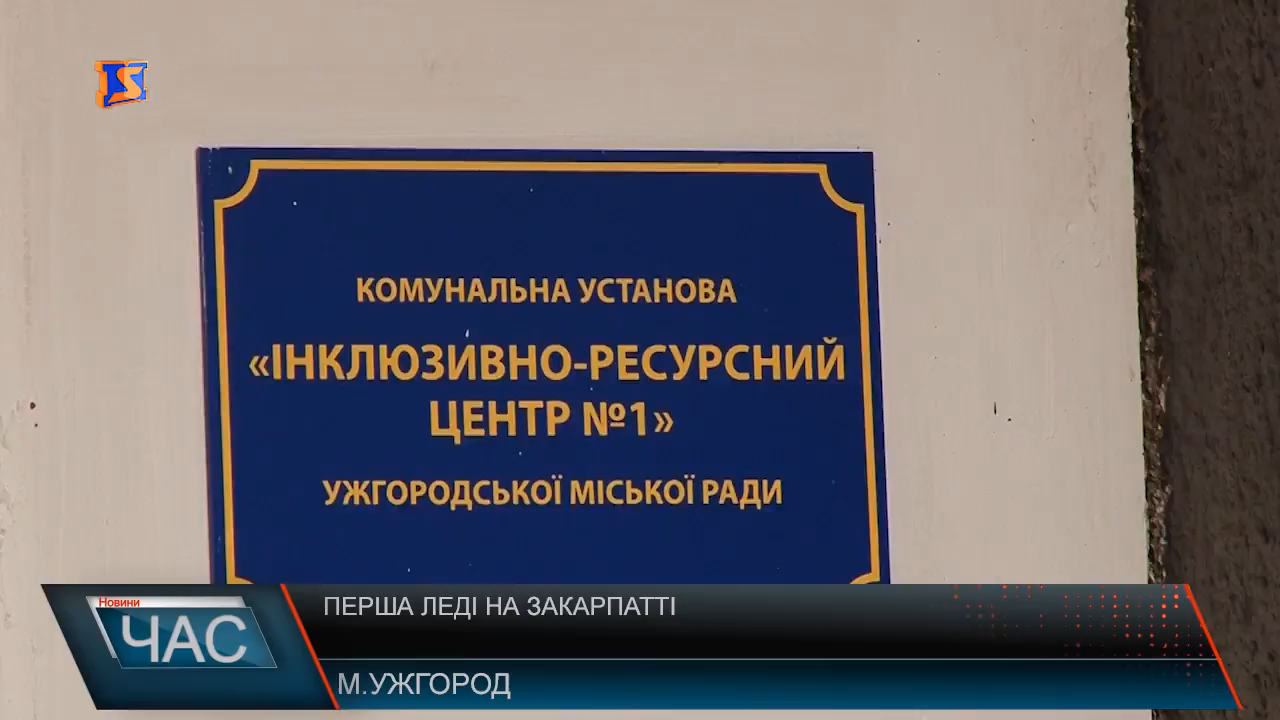 КОМУНАЛЬНА УСТАНОВА
«ІНКЛЮЗИВНО-РЕСУРСНИЙ
ЦЕНТР №1»
УЖГОРОДСЬКОЇ МІСЬКОЇ РАДИ
Новини
ЧАС
ПЕРША ЛЕДІ НА ЗАКАРПАТТІ
М.УЖГОРОД